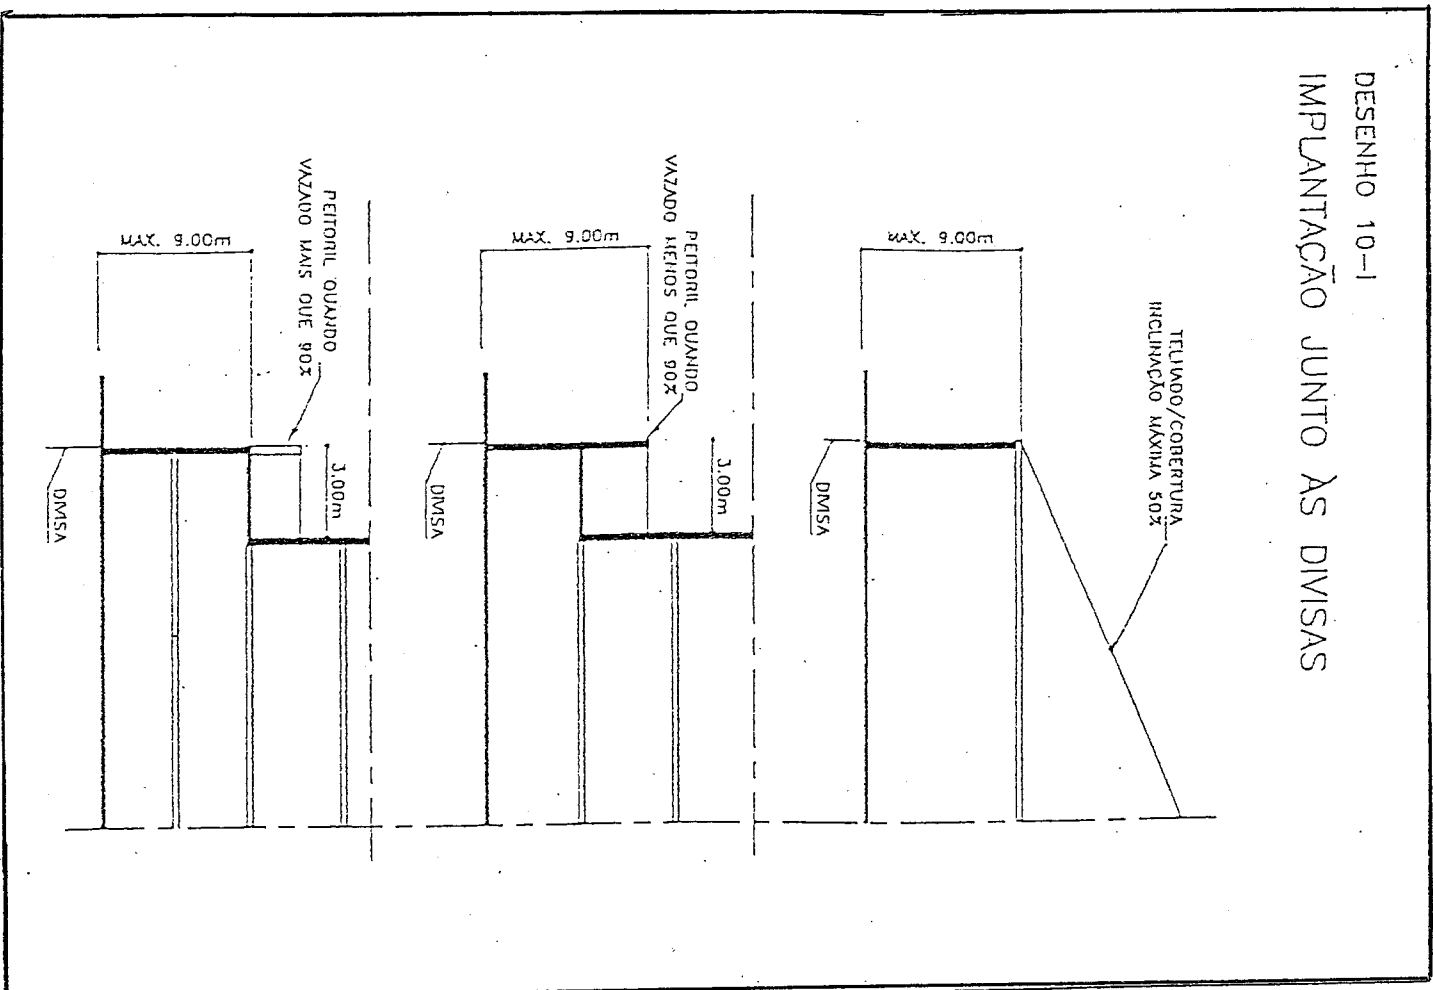 DESENHO 10-I
IMPLANTAÇÃO JUNTO ÀS DIVISAS
TELHADO/COBERTURA
INCLINAÇÃO MÁXIMA 50%
MAX. 9.00m
DIVISA
PEITORIL QUANDO
VAZADO MENOS QUE 90%
MAX. 9.00m
3.00m
DIVISA
PEITORIL QUANDO
VAZADO MAIS QUE 90%
MAX. 9.00m
3.00m
DIVISA